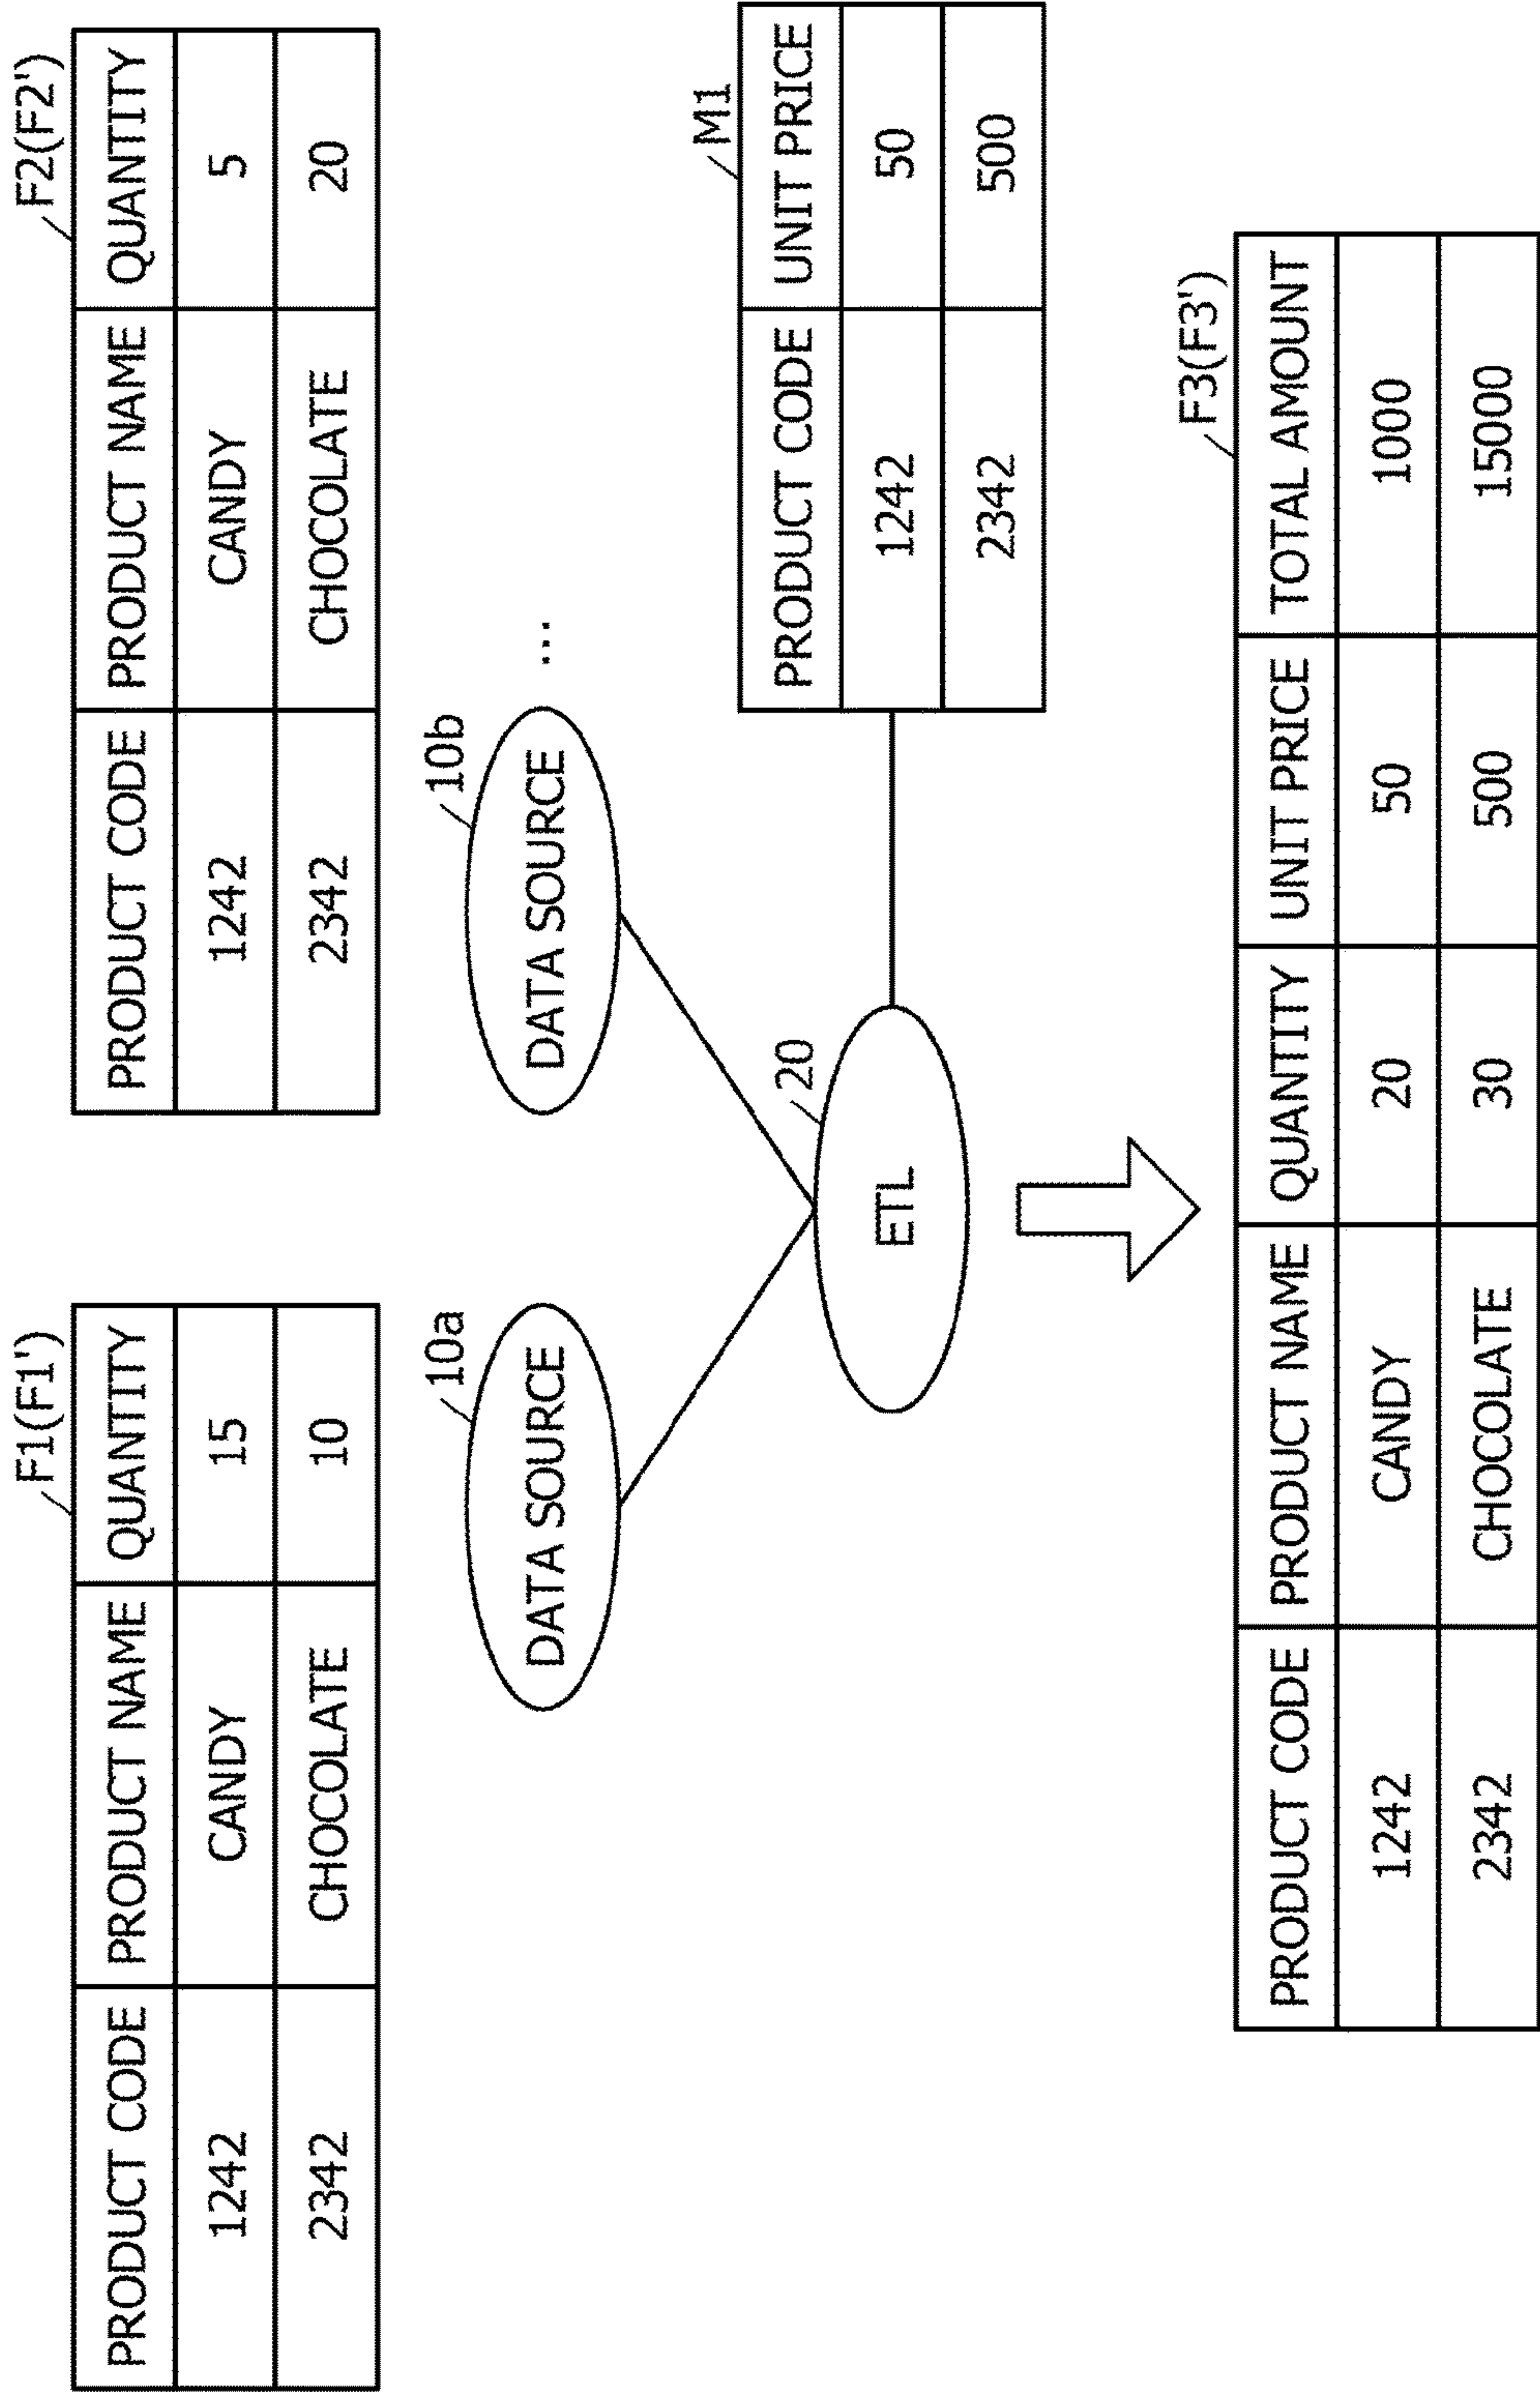 F1(F1')
PRODUCT CODE PRODUCT NAME QUANTITY
1242 CANDY 15
2342 CHOCOLATE 10
F2(F2')
PRODUCT CODE PRODUCT NAME QUANTITY
1242 CANDY 5
2342 CHOCOLATE 20
10a
DATA SOURCE
10b
DATA SOURCE
...
20
ETL
M1
PRODUCT CODE UNIT PRICE
1242 50
2342 500
F3(F3')
PRODUCT CODE PRODUCT NAME QUANTITY UNIT PRICE TOTAL AMOUNT
1242 CANDY 20 50 1000
2342 CHOCOLATE 30 500 15000